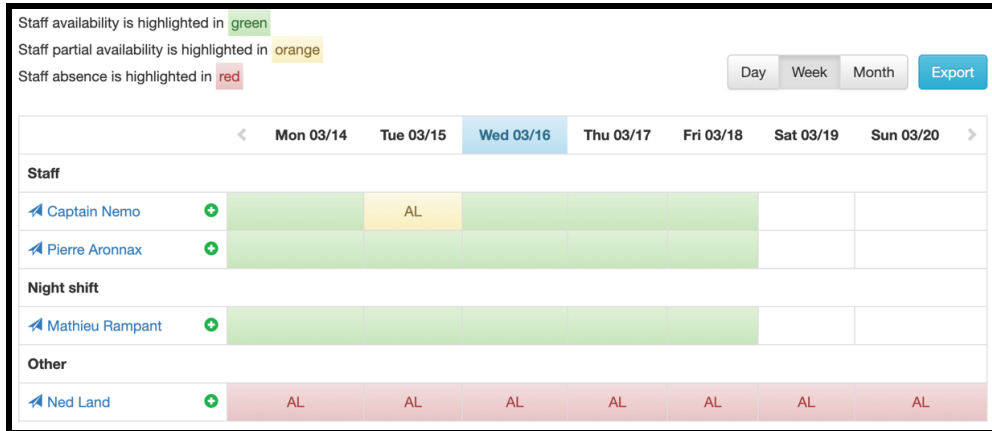 Staff availability is highlighted in green
Staff partial availability is highlighted in orange
Staff absence is highlighted in red
Day Week Month Export
Mon 03/14 Tue 03/15 Wed 03/16 Thu 03/17 Fri 03/18 Sat 03/19 Sun 03/20
Staff
Captain Nemo AL
Pierre Aronnax
Night shift
Mathieu Rampant
Other
Ned Land AL AL AL AL AL AL AL